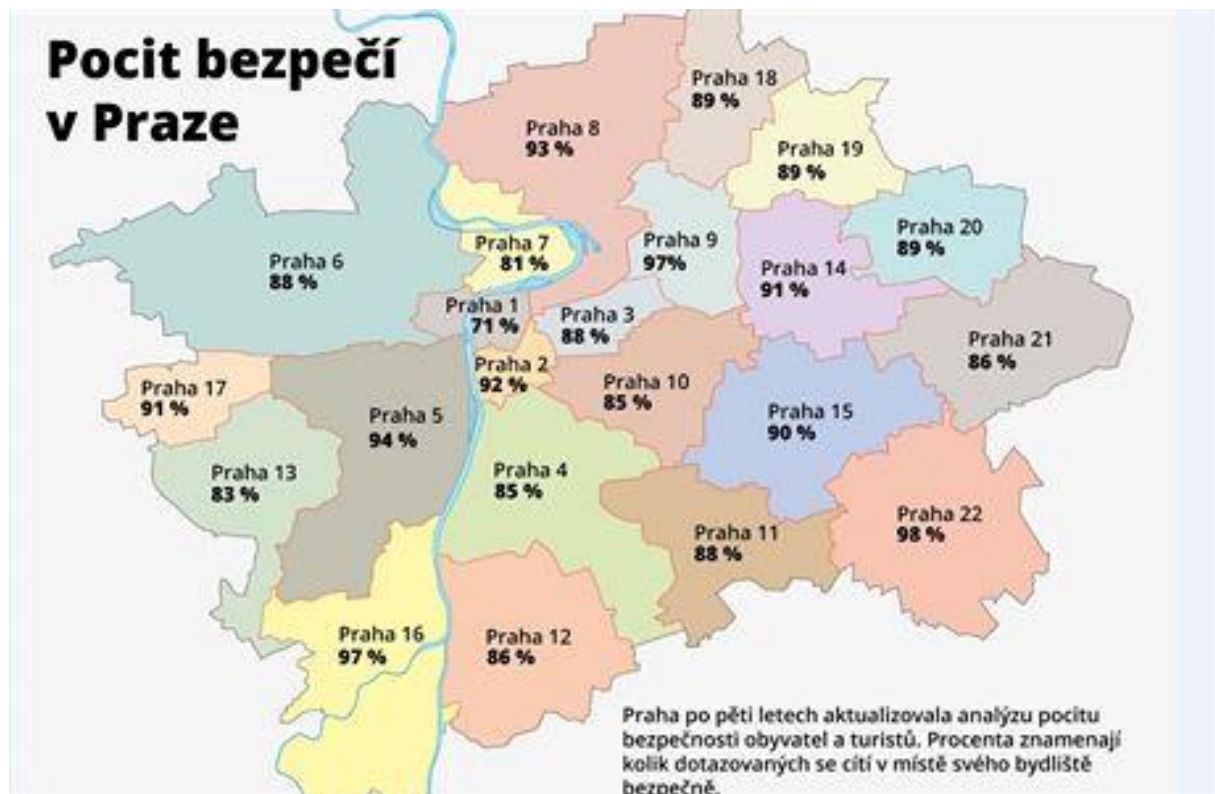 Pocit bezpečí
v Praze
Praha 18
89 %
Praha 8
93 %
Praha 19
89 %
Praha 20
89 %
Praha 7
81 %
Praha 9
97%
Praha 6
88 %
Praha 14
91 %
Praha 1
71 %
Praha 3
88 %
Praha 21
86 %
Praha 2
92 %
Praha 17
91 %
Praha 10
85 %
Praha 5
94 %
Praha 15
90 %
Praha 13
83 %
Praha 4
85 %
Praha 22
98 %
Praha 11
88 %
Praha 16
97 %
Praha 12
86 %
Praha po pěti letech aktualizovala analýzu pocitu
bezpečnosti obyvatel a turistů. Procenta znamenají
kolik dotazovaných se cítí v místě svého bydliště
bezpečně.